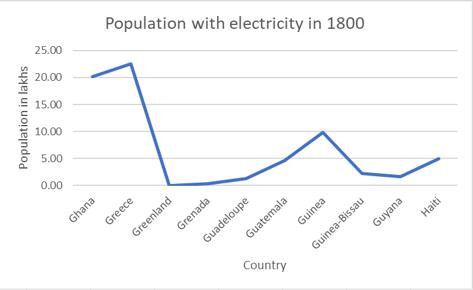 Population with electricity in 1800
Population in lakhs
25.00
20.00
15.00
10.00
5.00
0.00
Ghana
Greece
Greenland
Grenada
Guadeloupe
Guatemala
Guinea
Guinea-Bissau
Guyana
Haiti
Country